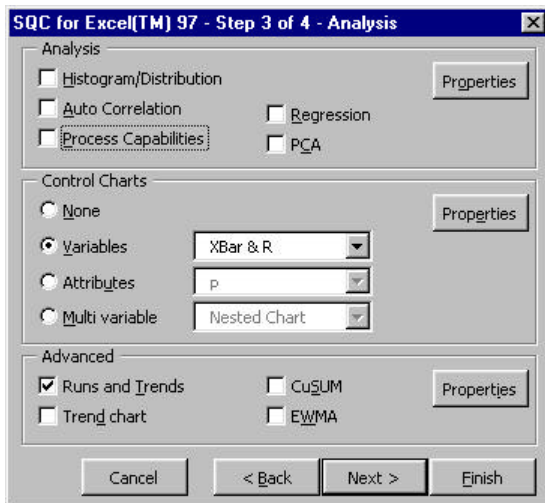 SQC for Excel(TM) 97 - Step 3 of 4 - Analysis
Analysis
Histogram/Distribution
Properties
Auto Correlation
Regression
Process Capabilities
PCA
Control Charts
None
Properties
Variables
XBar & R
Attributes
p
Multi variable
Nested Chart
Advanced
Runs and Trends
CuSUM
Properties
Trend chart
EWMA
Cancel
< Back
Next >
Finish